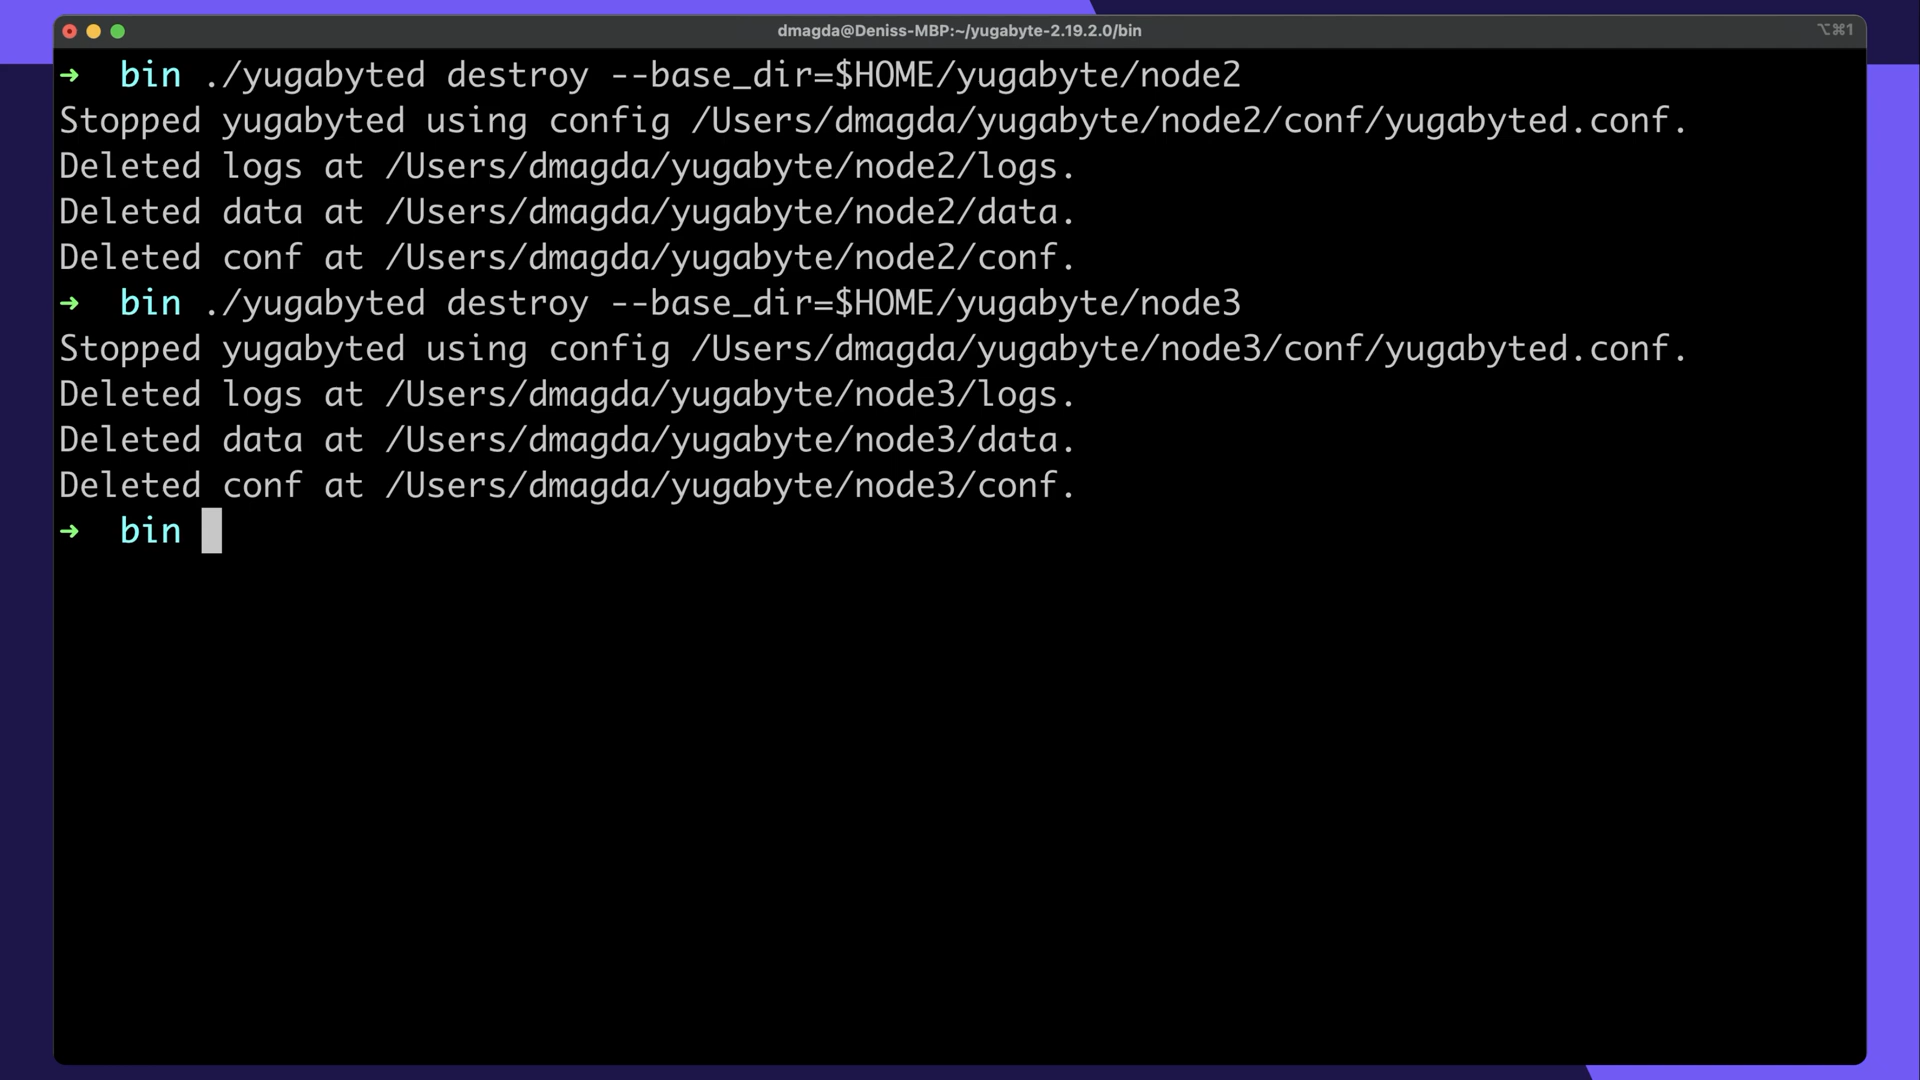 dmagda@Deniss-MBP:~/yugabyte-2.19.2.0/bin
⌥⌘1
➜ bin ./yugabyted destroy --base_dir=$HOME/yugabyte/node2
Stopped yugabyted using config /Users/dmagda/yugabyte/node2/conf/yugabyted.conf.
Deleted logs at /Users/dmagda/yugabyte/node2/logs.
Deleted data at /Users/dmagda/yugabyte/node2/data.
Deleted conf at /Users/dmagda/yugabyte/node2/conf.
➜ bin ./yugabyted destroy --base_dir=$HOME/yugabyte/node3
Stopped yugabyted using config /Users/dmagda/yugabyte/node3/conf/yugabyted.conf.
Deleted logs at /Users/dmagda/yugabyte/node3/logs.
Deleted data at /Users/dmagda/yugabyte/node3/data.
Deleted conf at /Users/dmagda/yugabyte/node3/conf.
➜ bin